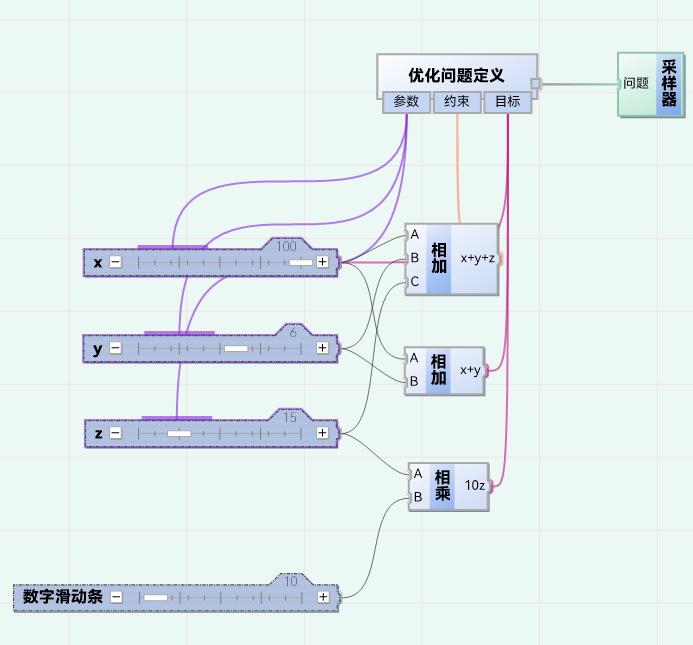 优化问题定义
参数 约束 目标
问题 采样器
x − 100 +
A
B
C
相加
x+y+z
y − 6 +
A
B
相加
x+y
z − 15 +
A
B
相乘
10z
数字滑动条 − 10 +